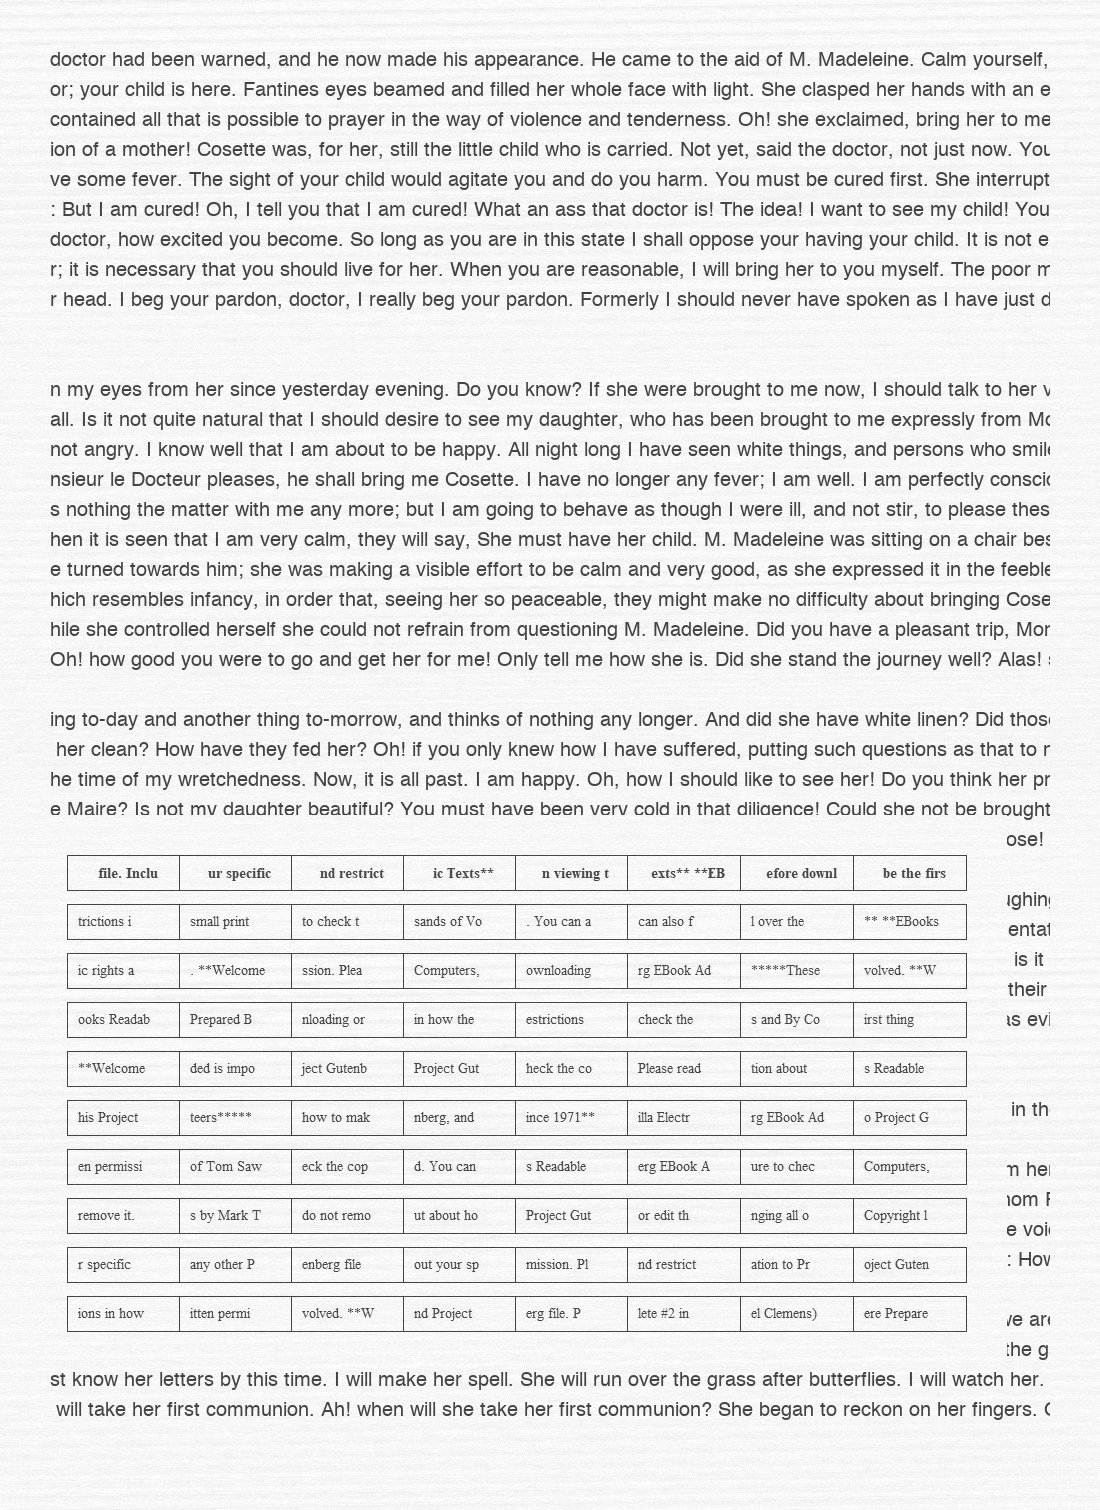 doctor had been warned, and he now made his appearance. He came to the aid of M. Madeleine. Calm yourself,
or; your child is here. Fantines eyes beamed and filled her whole face with light. She clasped her hands with an e
contained all that is possible to prayer in the way of violence and tenderness. Oh! she exclaimed, bring her to me
ion of a mother! Cosette was, for her, still the little child who is carried. Not yet, said the doctor, not just now. You
ve some fever. The sight of your child would agitate you and do you harm. You must be cured first. She interrupt
: But I am cured! Oh, I tell you that I am cured! What an ass that doctor is! The idea! I want to see my child! You
doctor, how excited you become. So long as you are in this state I shall oppose your having your child. It is not e
r; it is necessary that you should live for her. When you are reasonable, I will bring her to you myself. The poor m
r head. I beg your pardon, doctor, I really beg your pardon. Formerly I should never have spoken as I have just d
n my eyes from her since yesterday evening. Do you know? If she were brought to me now, I should talk to her v
all. Is it not quite natural that I should desire to see my daughter, who has been brought to me expressly from Mo
not angry. I know well that I am about to be happy. All night long I have seen white things, and persons who smile
nsieur le Docteur pleases, he shall bring me Cosette. I have no longer any fever; I am well. I am perfectly conscio
s nothing the matter with me any more; but I am going to behave as though I were ill, and not stir, to please thes
hen it is seen that I am very calm, they will say, She must have her child. M. Madeleine was sitting on a chair bes
e turned towards him; she was making a visible effort to be calm and very good, as she expressed it in the feeble
hich resembles infancy, in order that, seeing her so peaceable, they might make no difficulty about bringing Cose
hile she controlled herself she could not refrain from questioning M. Madeleine. Did you have a pleasant trip, Mon
Oh! how good you were to go and get her for me! Only tell me how she is. Did she stand the journey well? Alas!
ing to-day and another thing to-morrow, and thinks of nothing any longer. And did she have white linen? Did those
her clean? How have they fed her? Oh! if you only knew how I have suffered, putting such questions as that to m
he time of my wretchedness. Now, it is all past. I am happy. Oh, how I should like to see her! Do you think her pr
e Maire? Is not my daughter beautiful? You must have been very cold in that diligence! Could she not be brought
ose!
file. Inclu ur specific nd restrict ic Texts** n viewing t exts** **EB efore downl be the firs
ughing
trictions i small print to check t sands of Vo . You can a can also f l over the ** **EBooks
entat
is it
ic rights a . **Welcome ssion. Plea Computers, ownloading rg EBook Ad *****These volved. **W
their
ooks Readab Prepared B nloading or in how the estrictions check the s and By Co irst thing
as evi
**Welcome ded is impo ject Gutenb Project Gut heck the co Please read tion about s Readable
in the
his Project teers***** how to mak nberg, and ince 1971** illa Electr rg EBook Ad o Project G
en permissi of Tom Saw eck the cop d. You can s Readable erg EBook A ure to chec Computers,
m her
nom F
remove it. s by Mark T do not remo ut about ho Project Gut or edit th nging all o Copyright l
e voic
r specific any other P enberg file out your sp mission. Pl nd restrict ation to Pr oject Guten
: How
ions in how itten permi volved. **W nd Project erg file. P lete #2 in el Clemens) ere Prepare
ve are
the g
st know her letters by this time. I will make her spell. She will run over the grass after butterflies. I will watch her.
will take her first communion. Ah! when will she take her first communion? She began to reckon on her fingers.